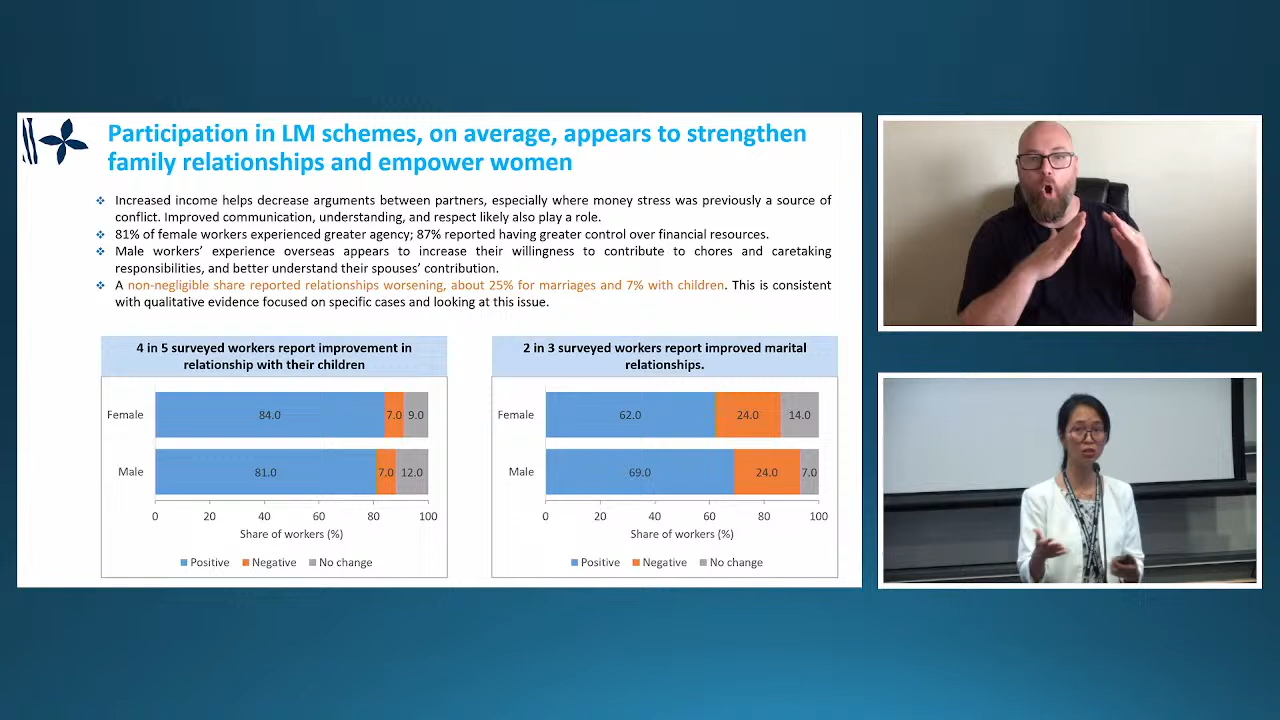 Participation in LM schemes, on average, appears to strengthen
family relationships and empower women
Increased income helps decrease arguments between partners, especially where money stress was previously a source of
conflict. Improved communication, understanding, and respect likely also play a role.
81% of female workers experienced greater agency; 87% reported having greater control over financial resources.
Male workers’ experience overseas appears to increase their willingness to contribute to chores and caretaking
responsibilities, and better understand their spouses’ contribution.
A non-negligible share reported relationships worsening, about 25% for marriages and 7% with children. This is consistent
with qualitative evidence focused on specific cases and looking at this issue.
4 in 5 surveyed workers report improvement in
relationship with their children
Female
84.0
7.0
9.0
Male
81.0
7.0
12.0
0 20 40 60 80 100
Share of workers (%)
Positive Negative No change
2 in 3 surveyed workers report improved marital
relationships.
Female
62.0
24.0
14.0
Male
69.0
24.0
7.0
0 20 40 60 80 100
Share of workers (%)
Positive Negative No change